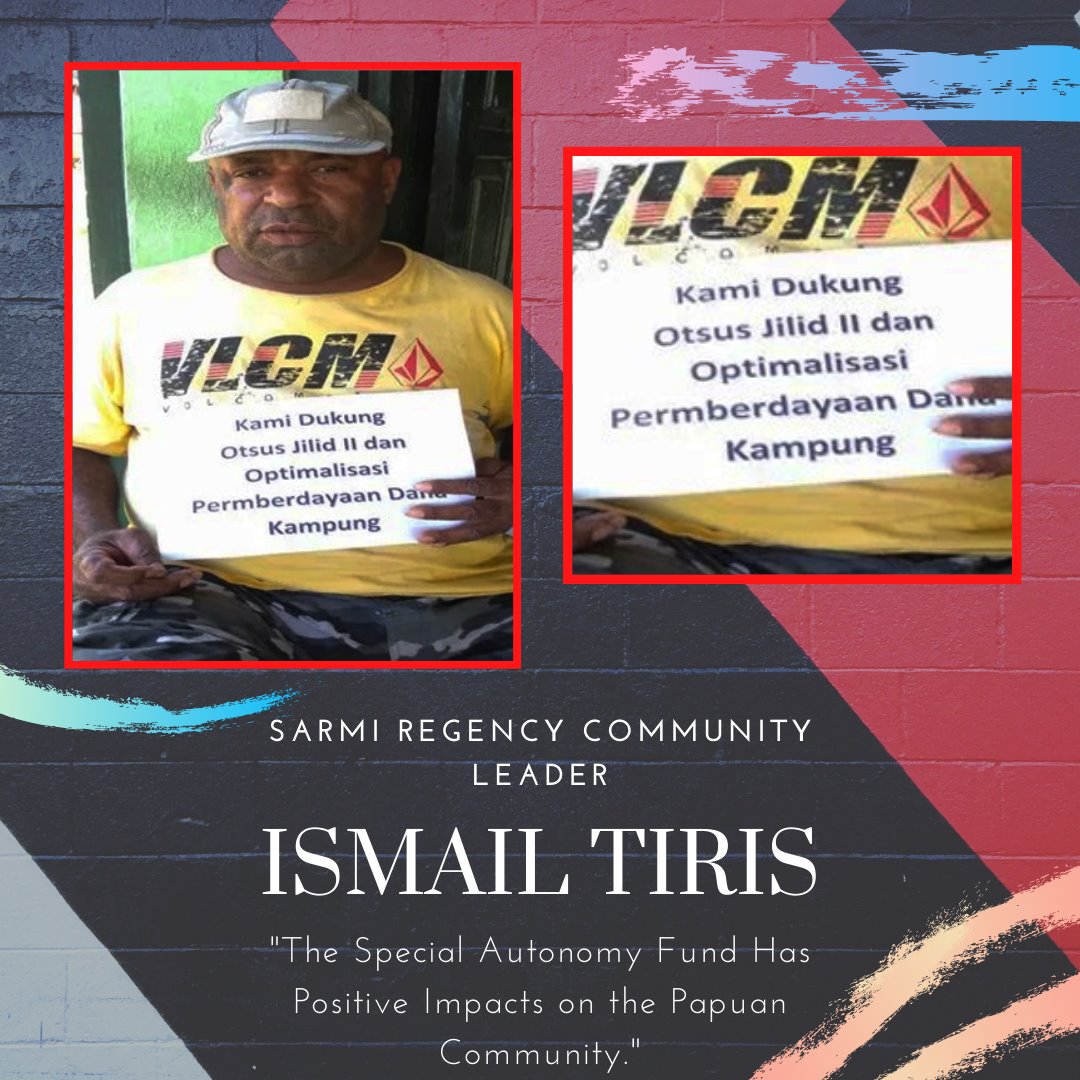 VLCM
VOLCOM
Kami Dukung
Otsus Jilid II dan
Optimalisasi
Permberdayaan Dana
Kampung
VLCM
VOLCOM
Kami Dukung
Otsus Jilid II dan
Optimalisasi
Permberdayaan Dana
Kampung
SARMI REGENCY COMMUNITY
LEADER
ISMAIL TIRIS
"The Special Autonomy Fund Has
Positive Impacts on the Papuan
Community."